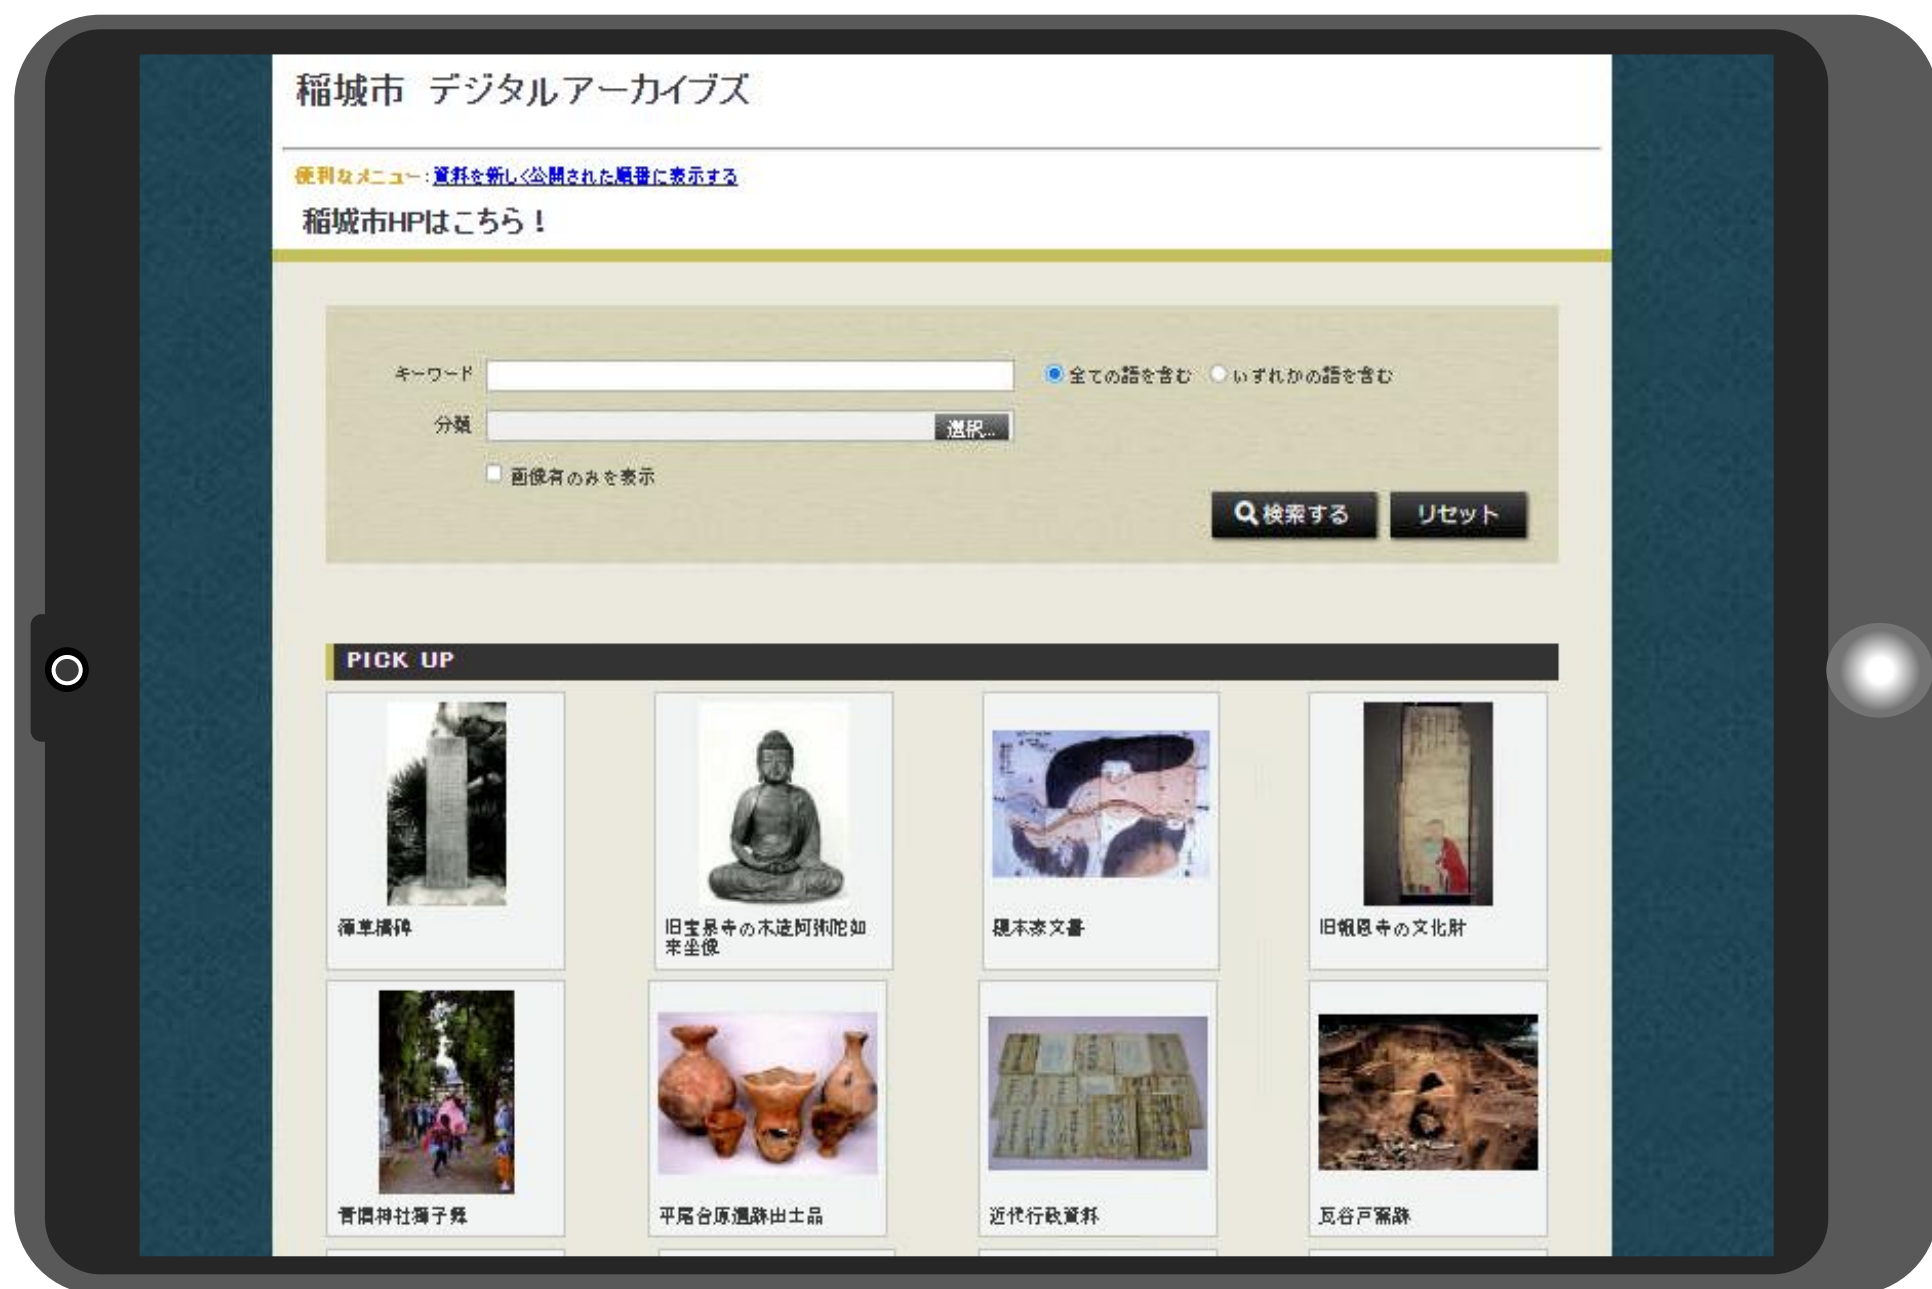 稲城市 デジタルアーカイブズ
便利なメニュー:資料を新しく公開された順番に表示する
稲城市HPはこちら！
キーワード
全ての語を含む いずれかの語を含む
分類 選択...
画像有のみを表示
検索する リセット
PICK UP
旧宝泉寺の木造阿弥陀如
来坐像
榎本家文書
旧報恩寺の文化財
青渭神社獅子舞
平尾台原遺跡出土品
近代行政資料
瓦谷戸窯跡